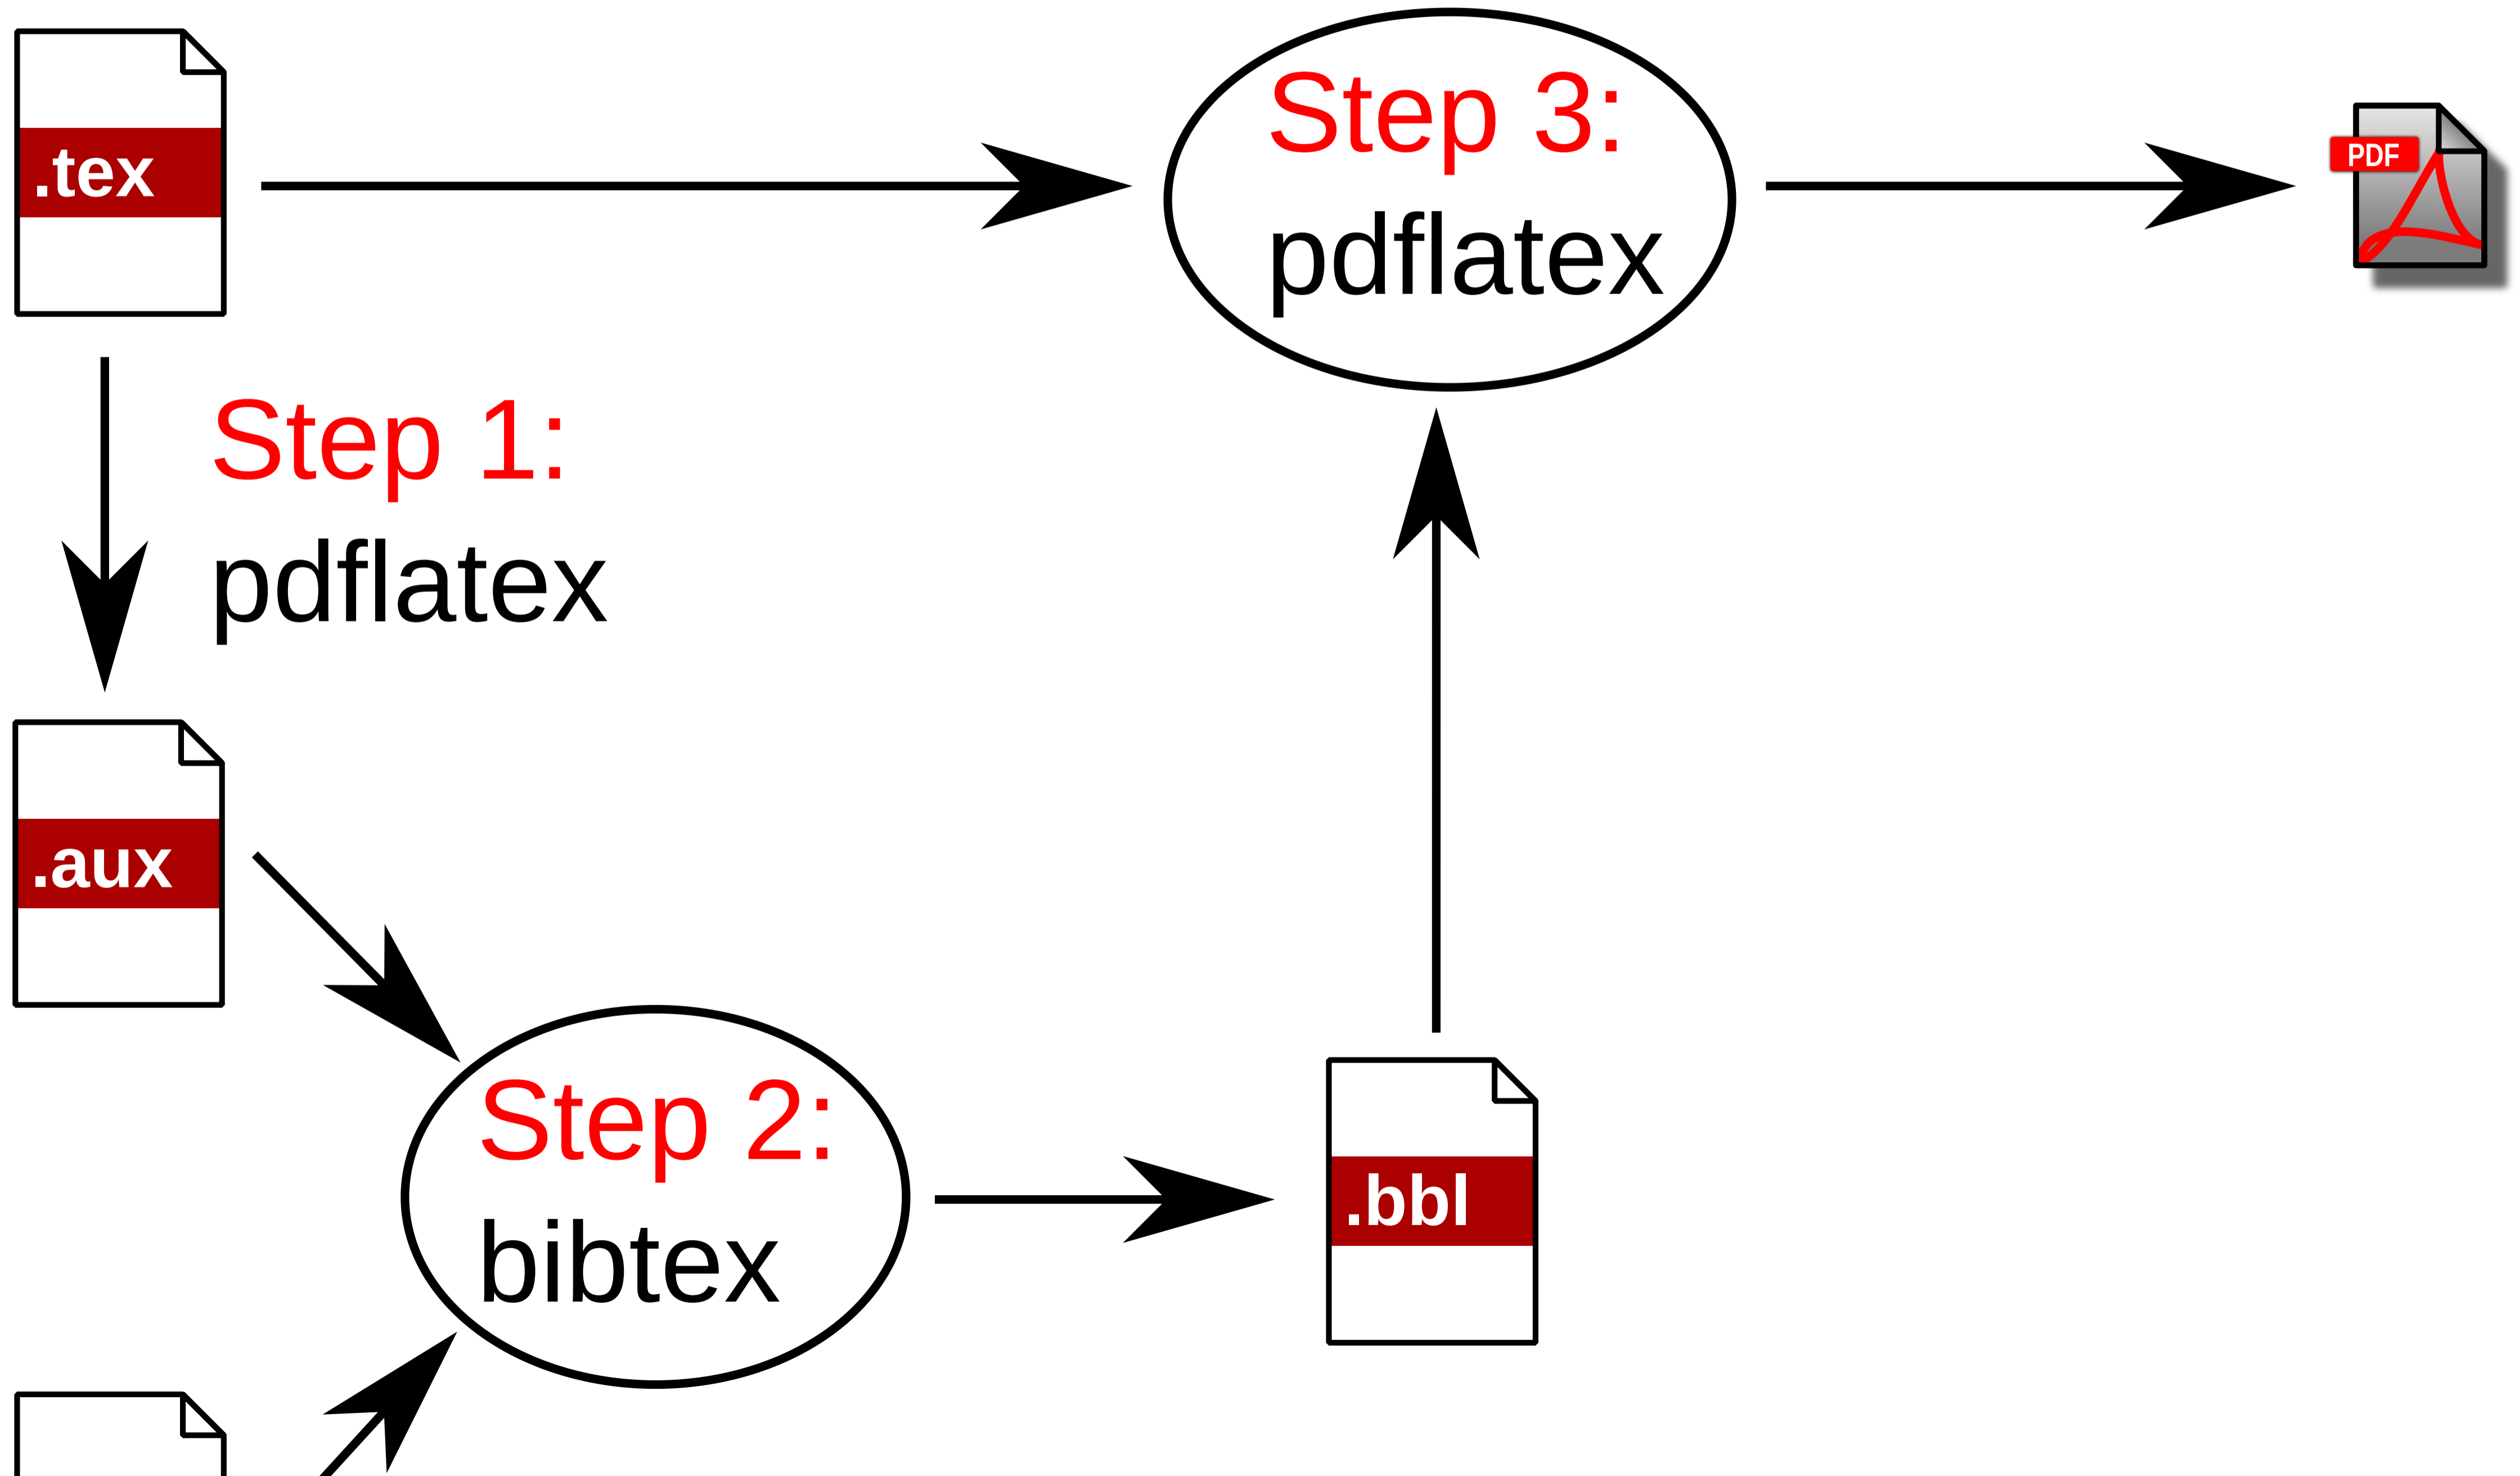 .tex
Step 3:
pdflatex
PDF
Step 1:
pdflatex
.aux
Step 2:
bibtex
.bbl